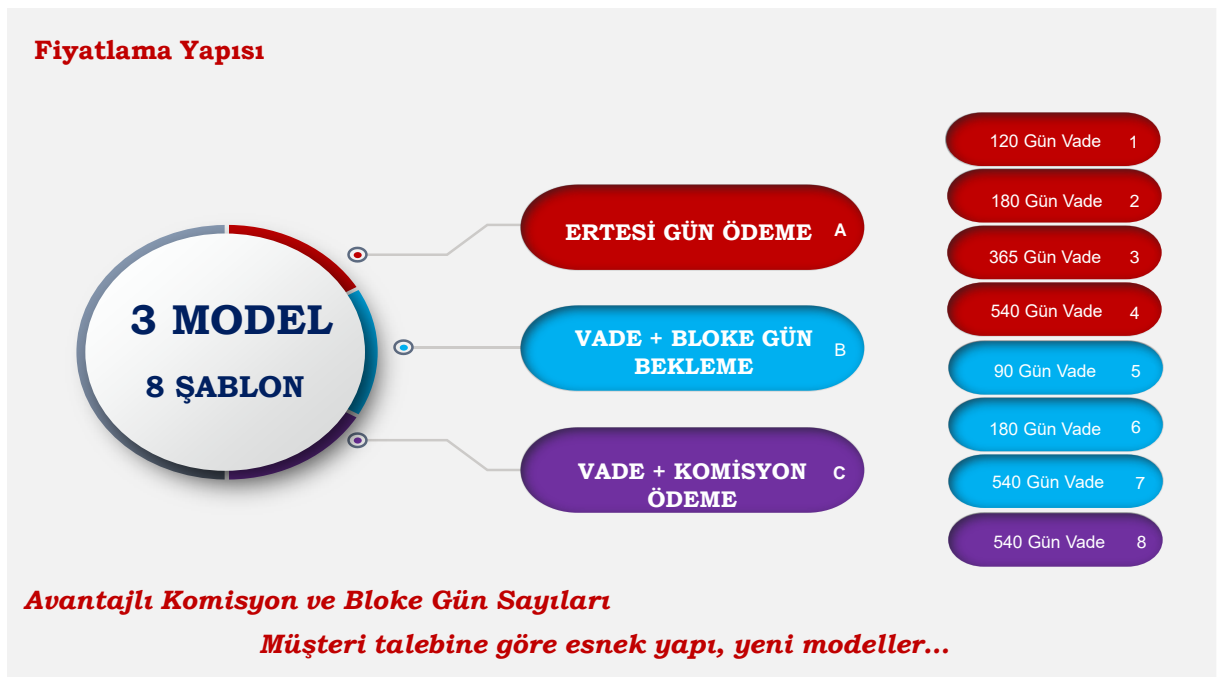 Fiyatlama Yapısı
3 MODEL
8 ŞABLON
ERTESİ GÜN ÖDEME A
VADE + BLOKE GÜN
BEKLEME
B
VADE + KOMİSYON
ÖDEME
C
120 Gün Vade 1
180 Gün Vade 2
365 Gün Vade 3
540 Gün Vade 4
90 Gün Vade 5
180 Gün Vade 6
540 Gün Vade 7
540 Gün Vade 8
Avantajlı Komisyon ve Bloke Gün Sayıları
Müşteri talebine göre esnek yapı, yeni modeller...